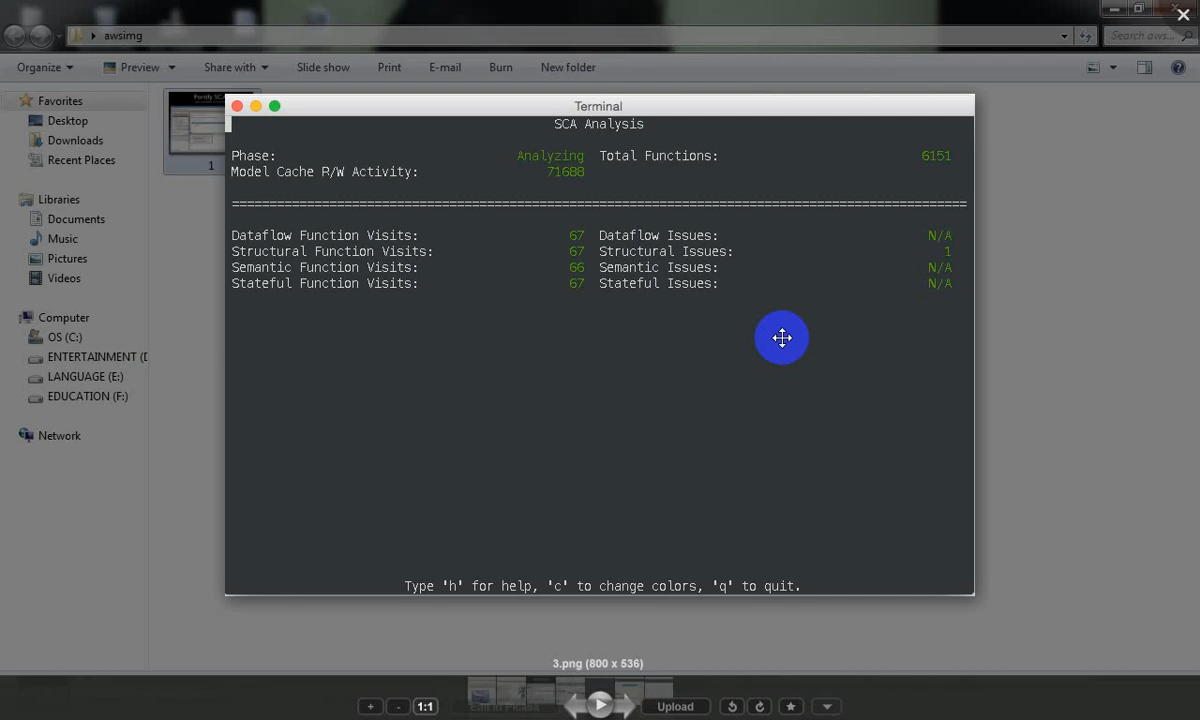 awsimg
Search aws...
Organize Preview Share with Slide show Print E-mail Burn New folder
Favorites
Desktop
Downloads
Recent Places
Libraries
Documents
Music
Pictures
Videos
Computer
OS (C:)
ENTERTAINMENT (D
LANGUAGE (E:)
EDUCATION (F:)
Network
1
Terminal
SCA Analysis
Phase: Analyzing Total Functions: 6151
Model Cache R/W Activity: 71688
==================================================================================================
Dataflow Function Visits: 67 Dataflow Issues: N/A
Structural Function Visits: 67 Structural Issues: 1
Semantic Function Visits: 66 Semantic Issues: N/A
Stateful Function Visits: 67 Stateful Issues: N/A
Type 'h' for help, 'c' to change colors, 'q' to quit.
3.png (800 x 536)
+ - 1:1 Upload